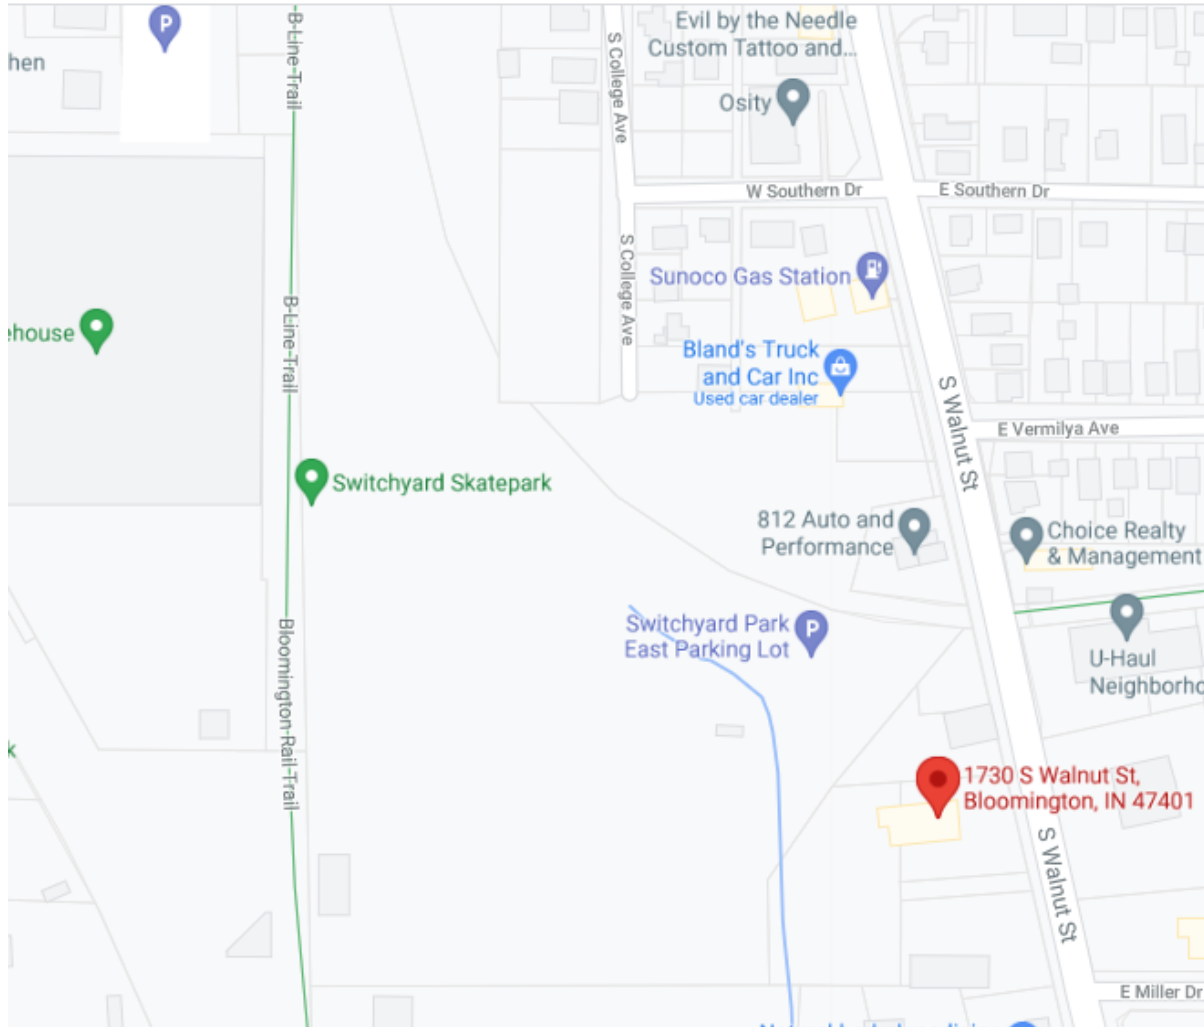 P
B-Line-Trail
hen
S College Ave
Evil by the Needle
Custom Tattoo and...
Osity
W Southern Dr
E Southern Dr
S College Ave
Sunoco Gas Station
B-Line-Trail
ehouse
Bland's Truck
and Car Inc
Used car dealer
S Walnut St
E Vermilya Ave
Switchyard Skatepark
812 Auto and
Performance
Choice Realty
& Management
Switchyard Park
East Parking Lot
P
Bloomington-Rail-Trail
U-Haul
Neighborho
k
1730 S Walnut St,
Bloomington, IN 47401
S Walnut St
E Miller Dr